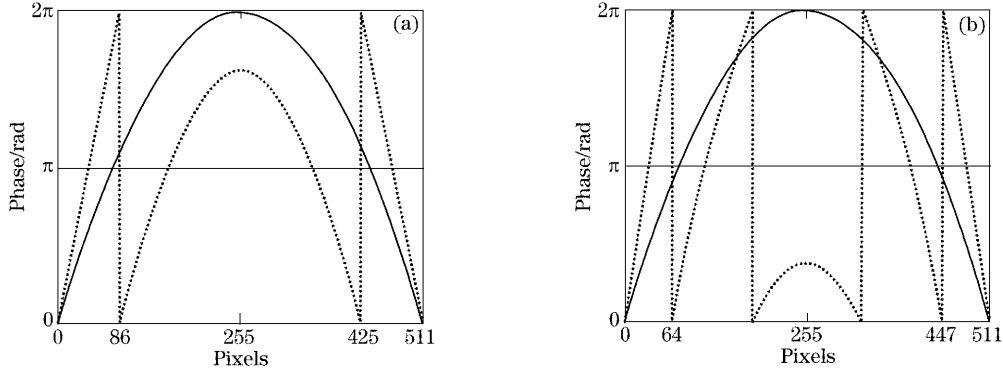 2π
(a)
Phase/rad
π
0
0 86 255 425 511
Pixels
2π
(b)
Phase/rad
π
0
0 64 255 447 511
Pixels